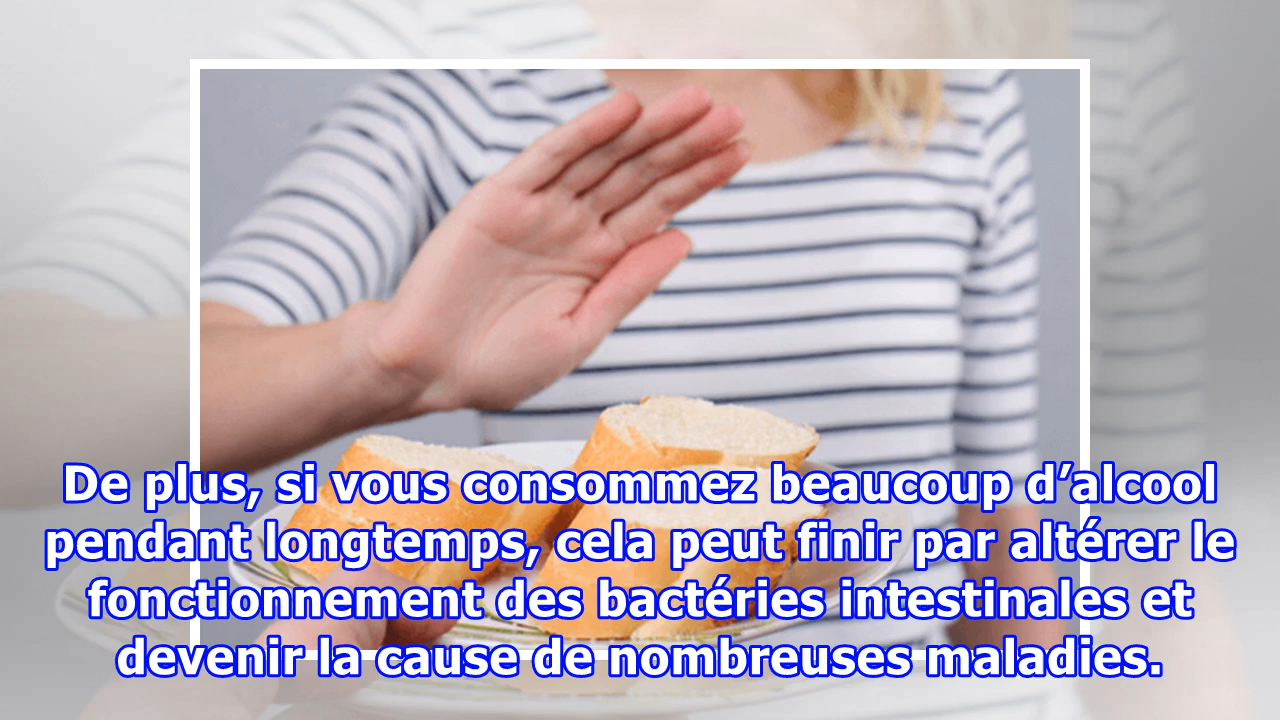 De plus, si vous consommez beaucoup d’alcool
pendant longtemps, cela peut finir par altérer le
fonctionnement des bactéries intestinales et
devenir la cause de nombreuses maladies.